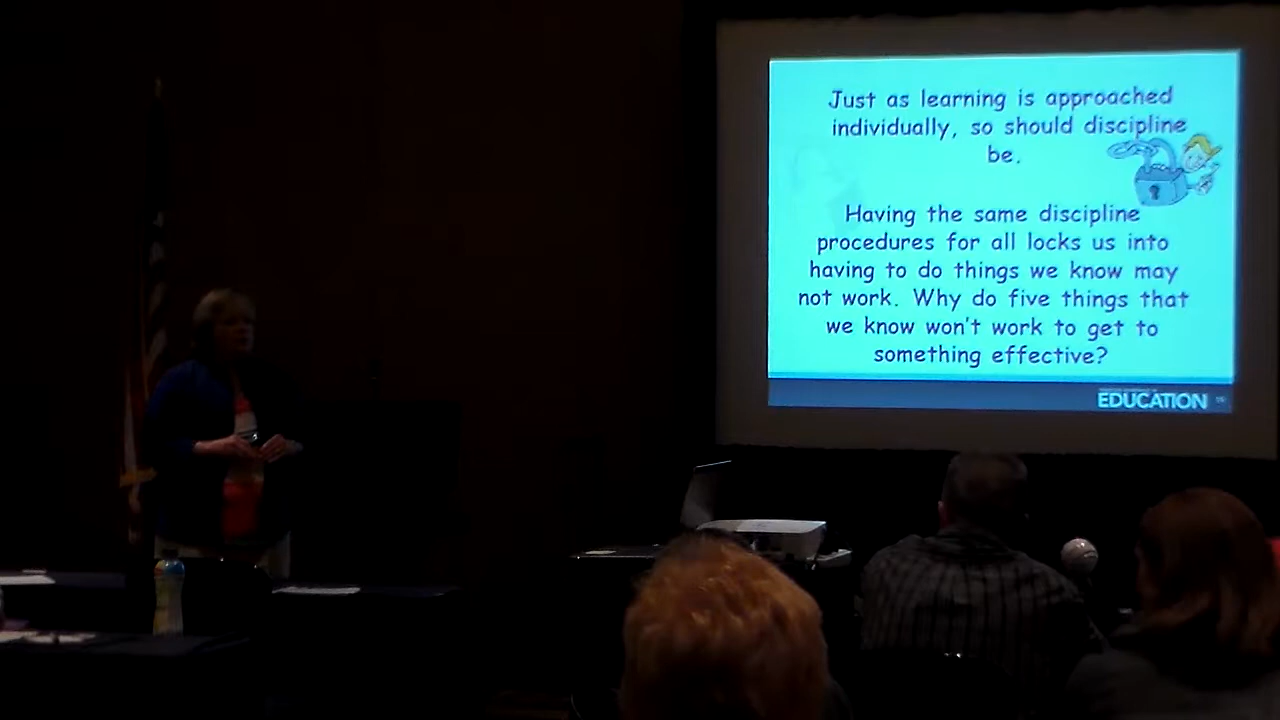 Just as learning is approached
individually, so should discipline
be.
Having the same discipline
procedures for all locks us into
having to do things we know may
not work. Why do five things that
we know won't work to get to
something effective?
EDUCATION